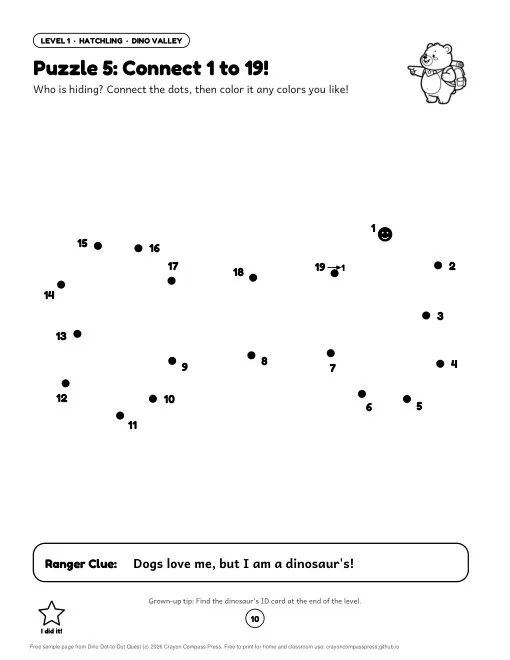 LEVEL 1 · HATCHLING · DINO VALLEY
Puzzle 5: Connect 1 to 19!
Who is hiding? Connect the dots, then color it any colors you like!
1
15
16
17
18
19→1
2
14
3
13
9
8
7
4
12
10
6
5
11
Ranger Clue: Dogs love me, but I am a dinosaur's!
Grown-up tip: Find the dinosaur's ID card at the end of the level.
I did it!
10
Free sample page from Dino Dot-to-Dot Quest (c) 2026 Crayon Compass Press. Free to print for home and classroom use. crayoncompasspress.github.io